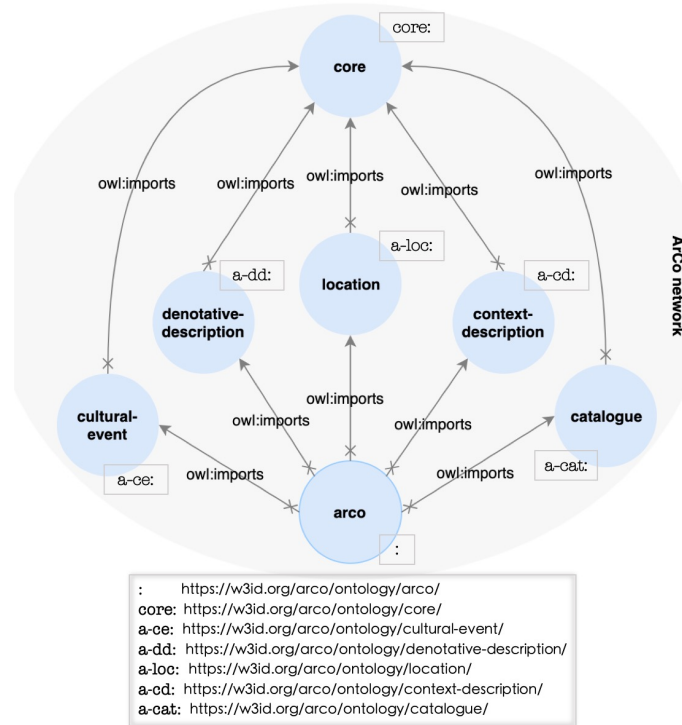 core:
core
owl:imports
owl:imports
owl:imports
owl:imports
owl:imports
ArCo network
a-loc:
a-dd:
location
a-cd:
denotative-
description
context-
description
owl:imports
owl:imports
owl:imports
cultural-
event
catalogue
a-ce:
owl:imports
owl:imports
a-cat:
arco
:
: https://w3id.org/arco/ontology/arco/
core: https://w3id.org/arco/ontology/core/
a-ce: https://w3id.org/arco/ontology/cultural-event/
a-dd: https://w3id.org/arco/ontology/denotative-description/
a-loc: https://w3id.org/arco/ontology/location/
a-cd: https://w3id.org/arco/ontology/context-description/
a-cat: https://w3id.org/arco/ontology/catalogue/